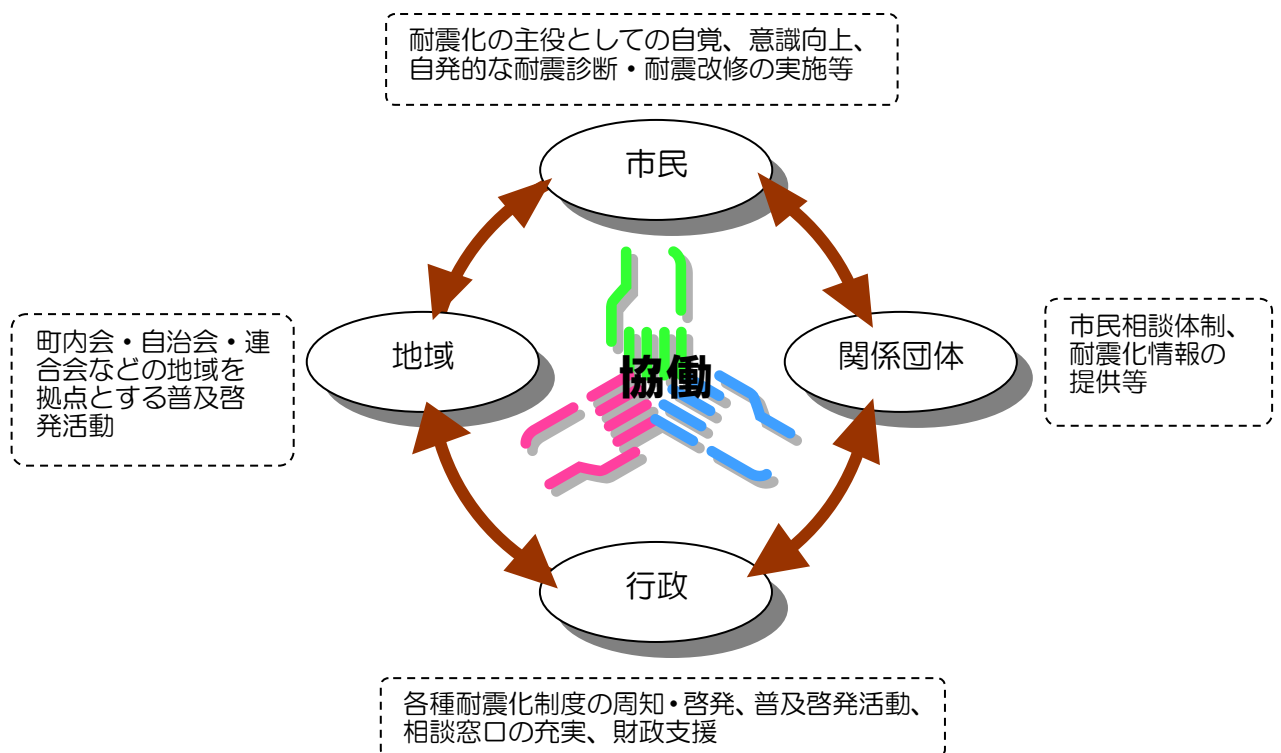 耐震化の主役としての自覚、意識向上、
自発的な耐震診断・耐震改修の実施等
市民
町内会・自治会・連
合会などの地域を
拠点とする普及啓
発活動
地域
協働
関係団体
市民相談体制、
耐震化情報の
提供等
行政
各種耐震化制度の周知・啓発、普及啓発活動、
相談窓口の充実、財政支援